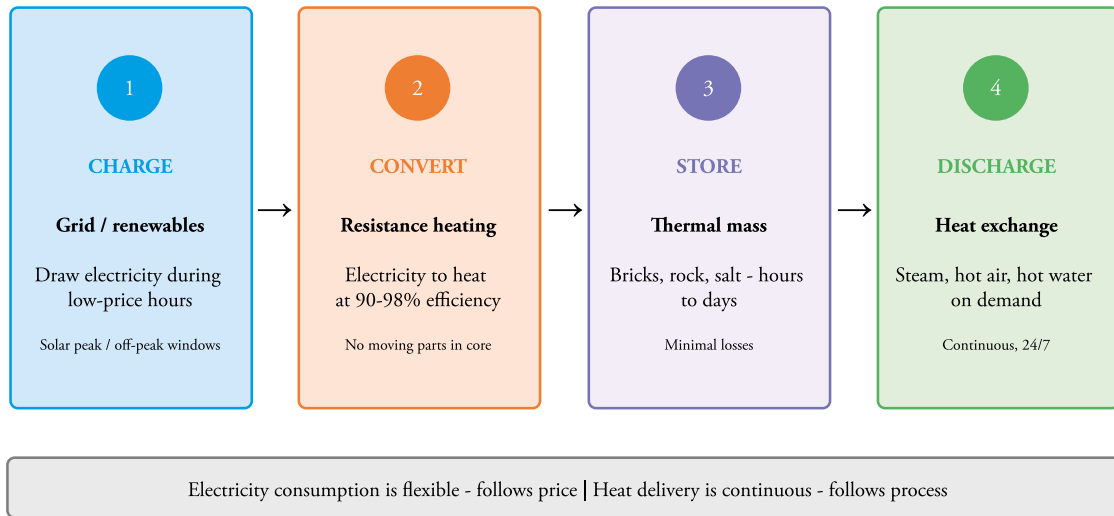 1
CHARGE
Grid / renewables
Draw electricity during
low-price hours
Solar peak / off-peak windows
2
CONVERT
Resistance heating
Electricity to heat
at 90-98% efficiency
No moving parts in core
3
STORE
Thermal mass
Bricks, rock, salt - hours
to days
Minimal losses
4
DISCHARGE
Heat exchange
Steam, hot air, hot water
on demand
Continuous, 24/7
Electricity consumption is flexible - follows price | Heat delivery is continuous - follows process